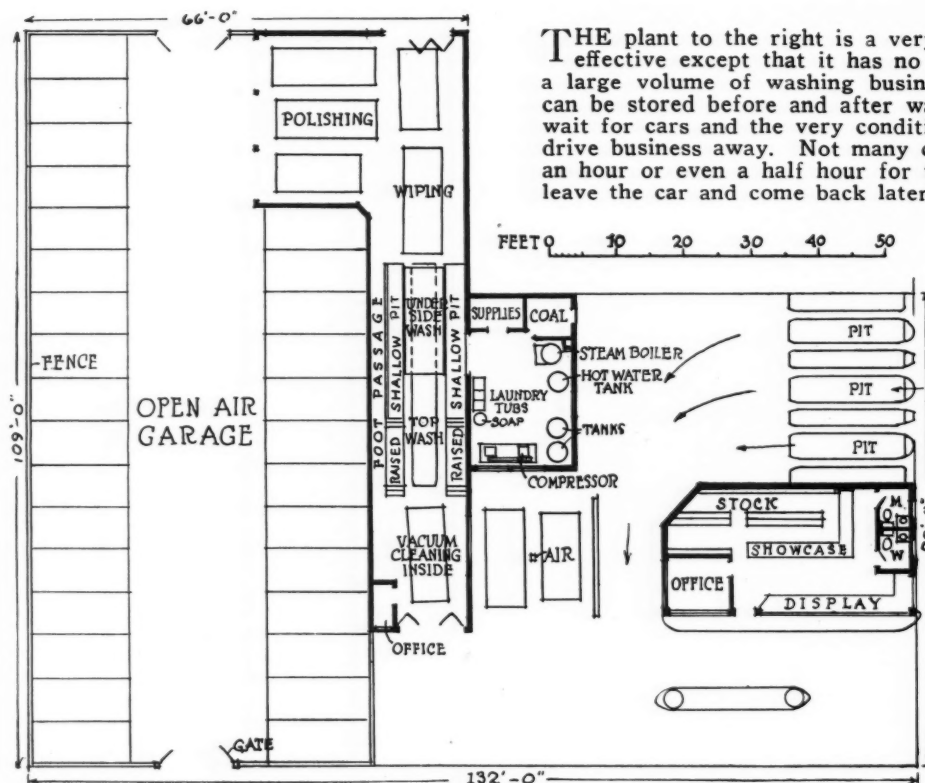 66'-0"
THE plant to the right is a very
effective except that it has no
a large volume of washing busin
can be stored before and after wa
wait for cars and the very conditi
drive business away. Not many
an hour or even a half hour for
leave the car and come back later
POLISHING
WIPING
FEET 0 10 20 30 40 50
FENCE
OPEN AIR
GARAGE
109'-0"
FOOT PASSAGE
SHALLOW PIT
RAISED
UNDER
SIDE
WASH
TOP
WASH
SHALLOW PIT
RAISED
SUPPLIES
COAL
STEAM BOILER
HOT WATER
TANK
LAUNDRY
TUBS
SOAP
TANKS
COMPRESSOR
PIT
PIT
PIT
VACUUM
CLEANING
INSIDE
AIR
STOCK
SHOWCASE
M.
W
OFFICE
DISPLAY
OFFICE
GATE
132'-0"